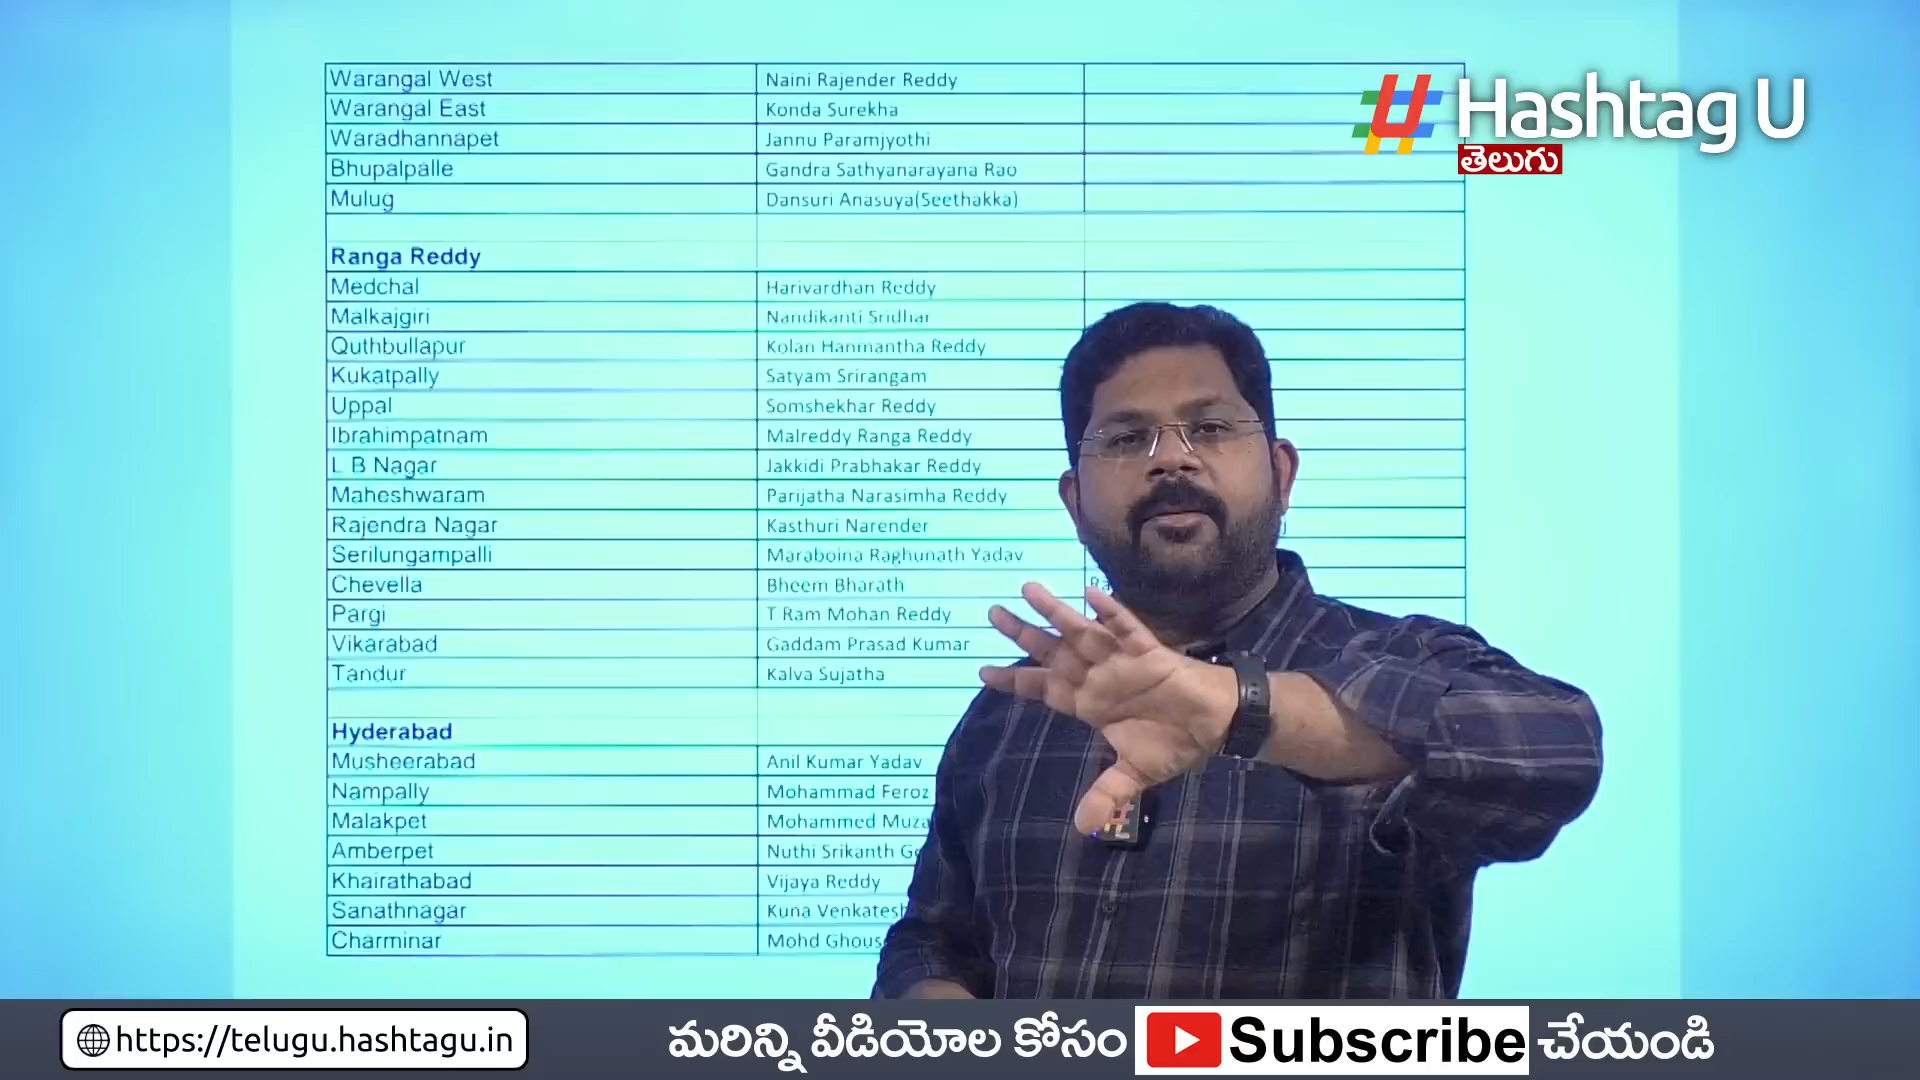 Warangal West Naini Rajender Reddy
Warangal East Konda Surekha
Waradhannapet Jannu Paramjyothi
Bhupalpalle Gandra Sathyanarayana Rao
Mulug Dansuri Anasuya(Seethakka)
Hashtag U
తెలుగు
Ranga Reddy
Medchal Harivardhan Reddy
Malkajgiri Nandikanti Sridhar
Quthbullapur Kolan Hanmantha Reddy
Kukatpally Satyam Srirangam
Uppal Somshekhar Reddy
Ibrahimpatnam Malreddy Ranga Reddy
L B Nagar Jakkidi Prabhakar Reddy
Maheshwaram Parijatha Narasimha Reddy
Rajendra Nagar Kasthuri Narender
Serilungampalli Maraboina Raghunath Yadav
Chevella Bheem Bharath
Pargi T Ram Mohan Reddy
Vikarabad Gaddam Prasad Kumar
Tandur Kalva Sujatha
Hyderabad
Musheerabad Anil Kumar Yadav
Nampally Mohammad Feroz
Malakpet Mohammed
Amberpet Nuthi Srikanth
Khairathabad Vijaya Reddy
Sanathnagar Kuna
Charminar Mohd
https://telugu.hashtagu.in
మరిన్ని వీడియోల కోసం Subscribe చేయండి